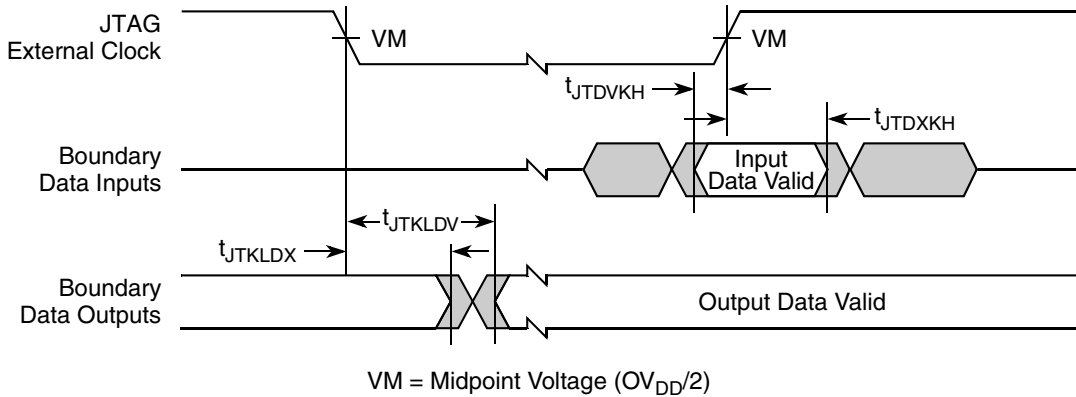 JTAG
External Clock
VM
VM
tJTDVKH
tJTDXKH
Boundary
Data Inputs
Input
Data Valid
tJTKLDV
tJTKLDX
Boundary
Data Outputs
Output Data Valid
VM = Midpoint Voltage (OVDD/2)